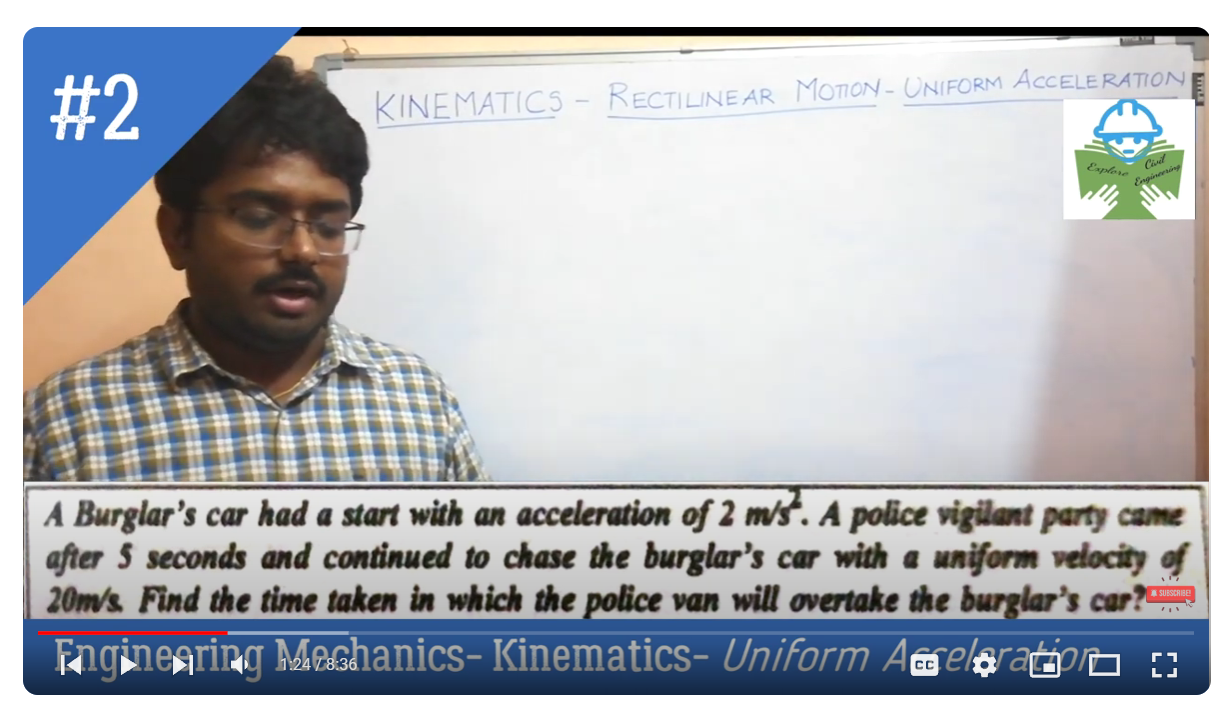 #2
KINEMATICS - RECTILINEAR MOTION - UNIFORM ACCELERATION
Explore Civil
Engineering
A Burglar's car had a start with an acceleration of 2 m/s². A police vigilant party came
after 5 seconds and continued to chase the burglar's car with a uniform velocity of
20m/s. Find the time taken in which the police van will overtake the burglar's car?
SUBSCRIBE!
Engineering Mechanics- Kinematics- Uniform Acceleration
1:24 / 8:36
CC